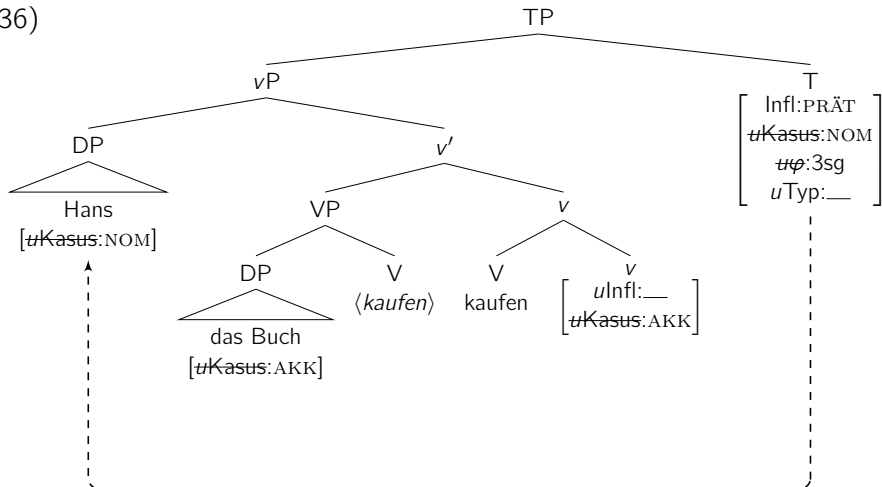 36)
TP
vP T
Infl:PRÄT
uKasus:NOM
uφ:3sg
uTyp:__
DP v′
Hans
[uKasus:NOM]
VP v
DP V V v
⟨kaufen⟩ kaufen
uInfl:__
uKasus:AKK
das Buch
[uKasus:AKK]